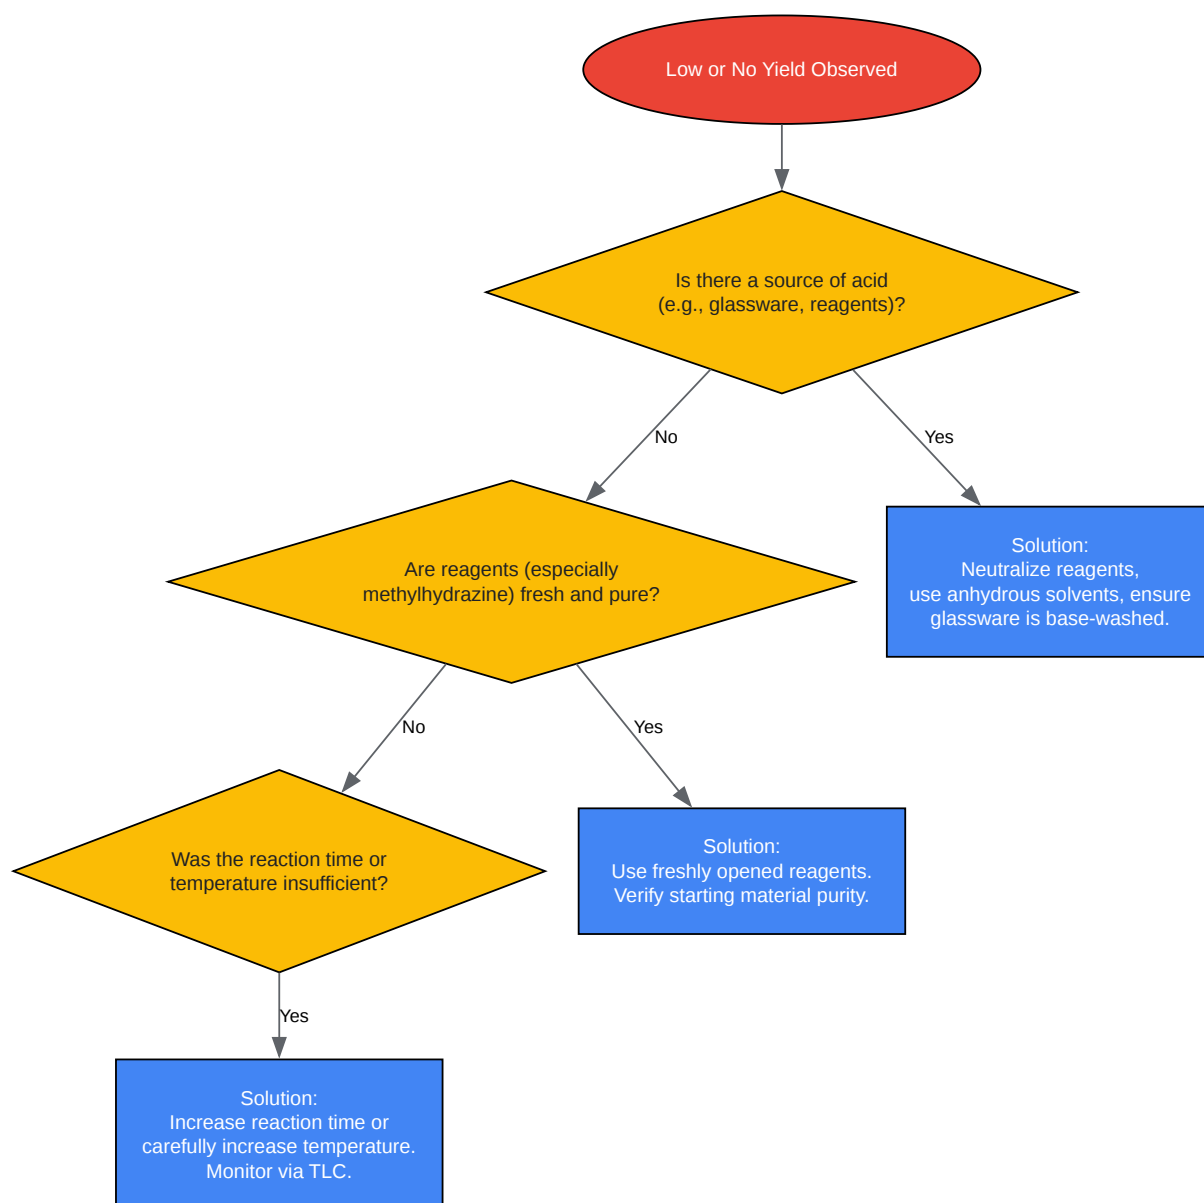 Low or No Yield Observed
Is there a source of acid
(e.g., glassware, reagents)?
No
Yes
Solution:
Neutralize reagents,
use anhydrous solvents, ensure
glassware is base-washed.
Are reagents (especially
methylhydrazine) fresh and pure?
No
Yes
Solution:
Use freshly opened reagents.
Verify starting material purity.
Was the reaction time or
temperature insufficient?
Yes
Solution:
Increase reaction time or
carefully increase temperature.
Monitor via TLC.